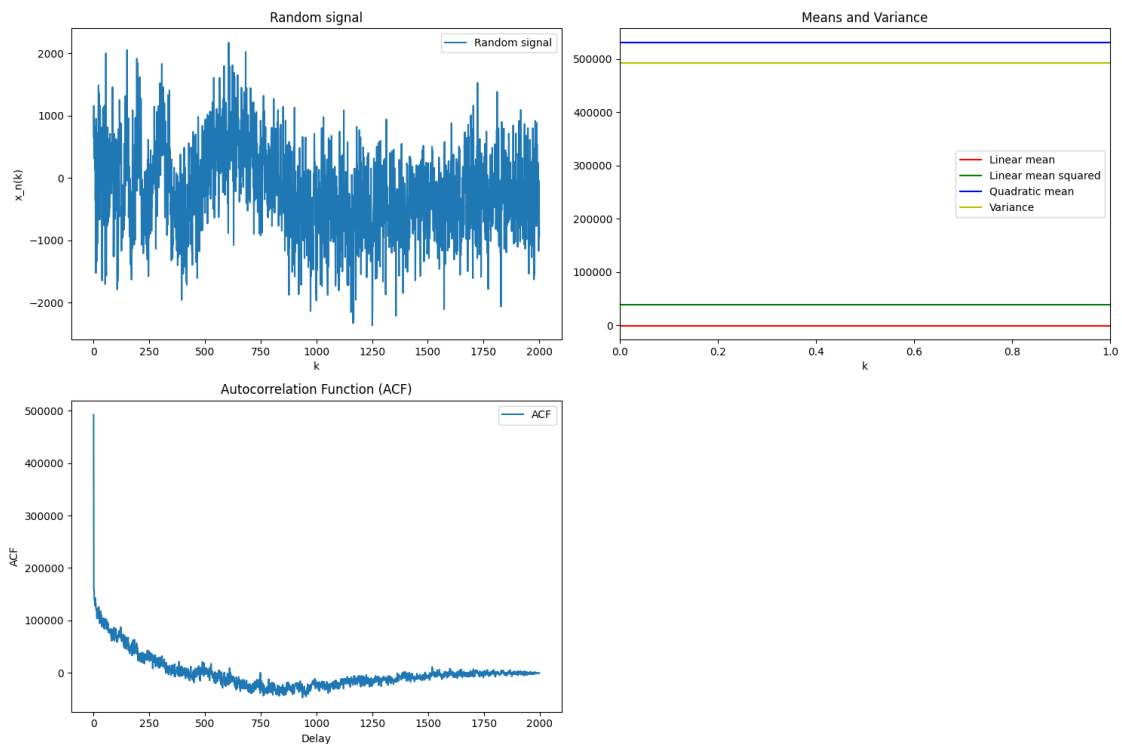 Random signal
2000
1000
0
−1000
−2000
x_n(k)
Random signal
0
250
500
750
1000
1250
1500
1750
2000
k
Means and Variance
500000
400000
300000
200000
100000
0
Linear mean
Linear mean squared
Quadratic mean
Variance
0.0
0.2
0.4
0.6
0.8
1.0
k
Autocorrelation Function (ACF)
500000
400000
300000
200000
100000
0
ACF
ACF
0
250
500
750
1000
1250
1500
1750
2000
Delay